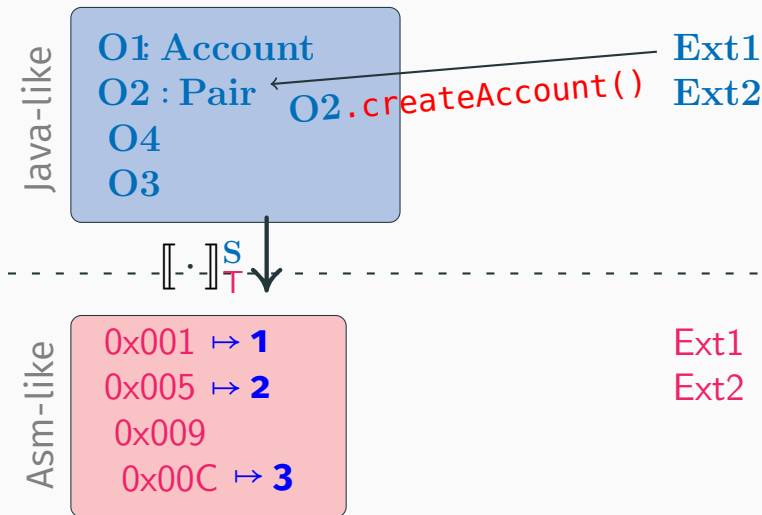 Java-like
O1: Account
O2 : Pair
O4
O3
O2.createAccount()
Ext1
Ext2
⟦·⟧ S T
Asm-like
0x001 ↦ 1
0x005 ↦ 2
0x009
0x00C ↦ 3
Ext1
Ext2